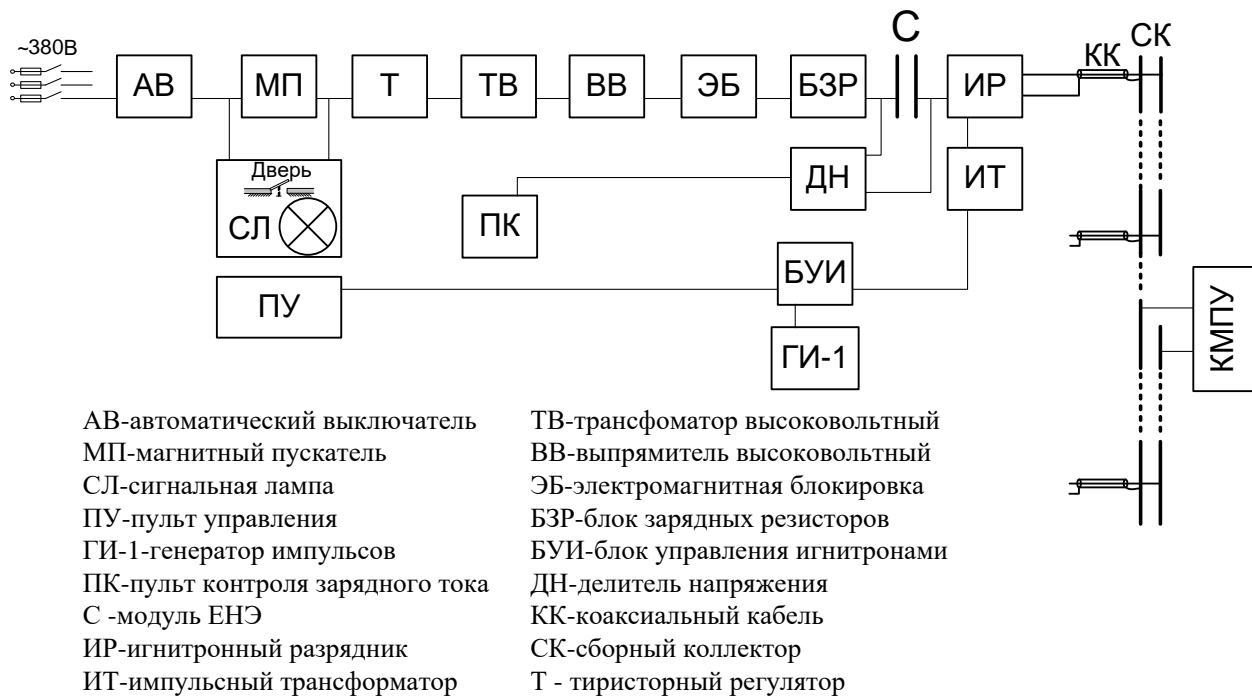 ~380В
АВ
МП
Т
ТВ
ВВ
ЭБ
БЗР
С
ИР
КК
СК
Дверь
СЛ
ПК
ДН
ИТ
ПУ
БУИ
ГИ-1
КМПУ
АВ-автоматический выключатель
МП-магнитный пускатель
СЛ-сигнальная лампа
ПУ-пульт управления
ГИ-1-генератор импульсов
ПК-пульт контроля зарядного тока
С -модуль ЕНЭ
ИР-игнитронный разрядник
ИТ-импульсный трансформатор
ТВ-трансфоматор высоковольтный
ВВ-выпрямитель высоковольтный
ЭБ-электромагнитная блокировка
БЗР-блок зарядных резисторов
БУИ-блок управления игнитронами
ДН-делитель напряжения
КК-коаксиальный кабель
СК-сборный коллектор
Т - тиристорный регулятор